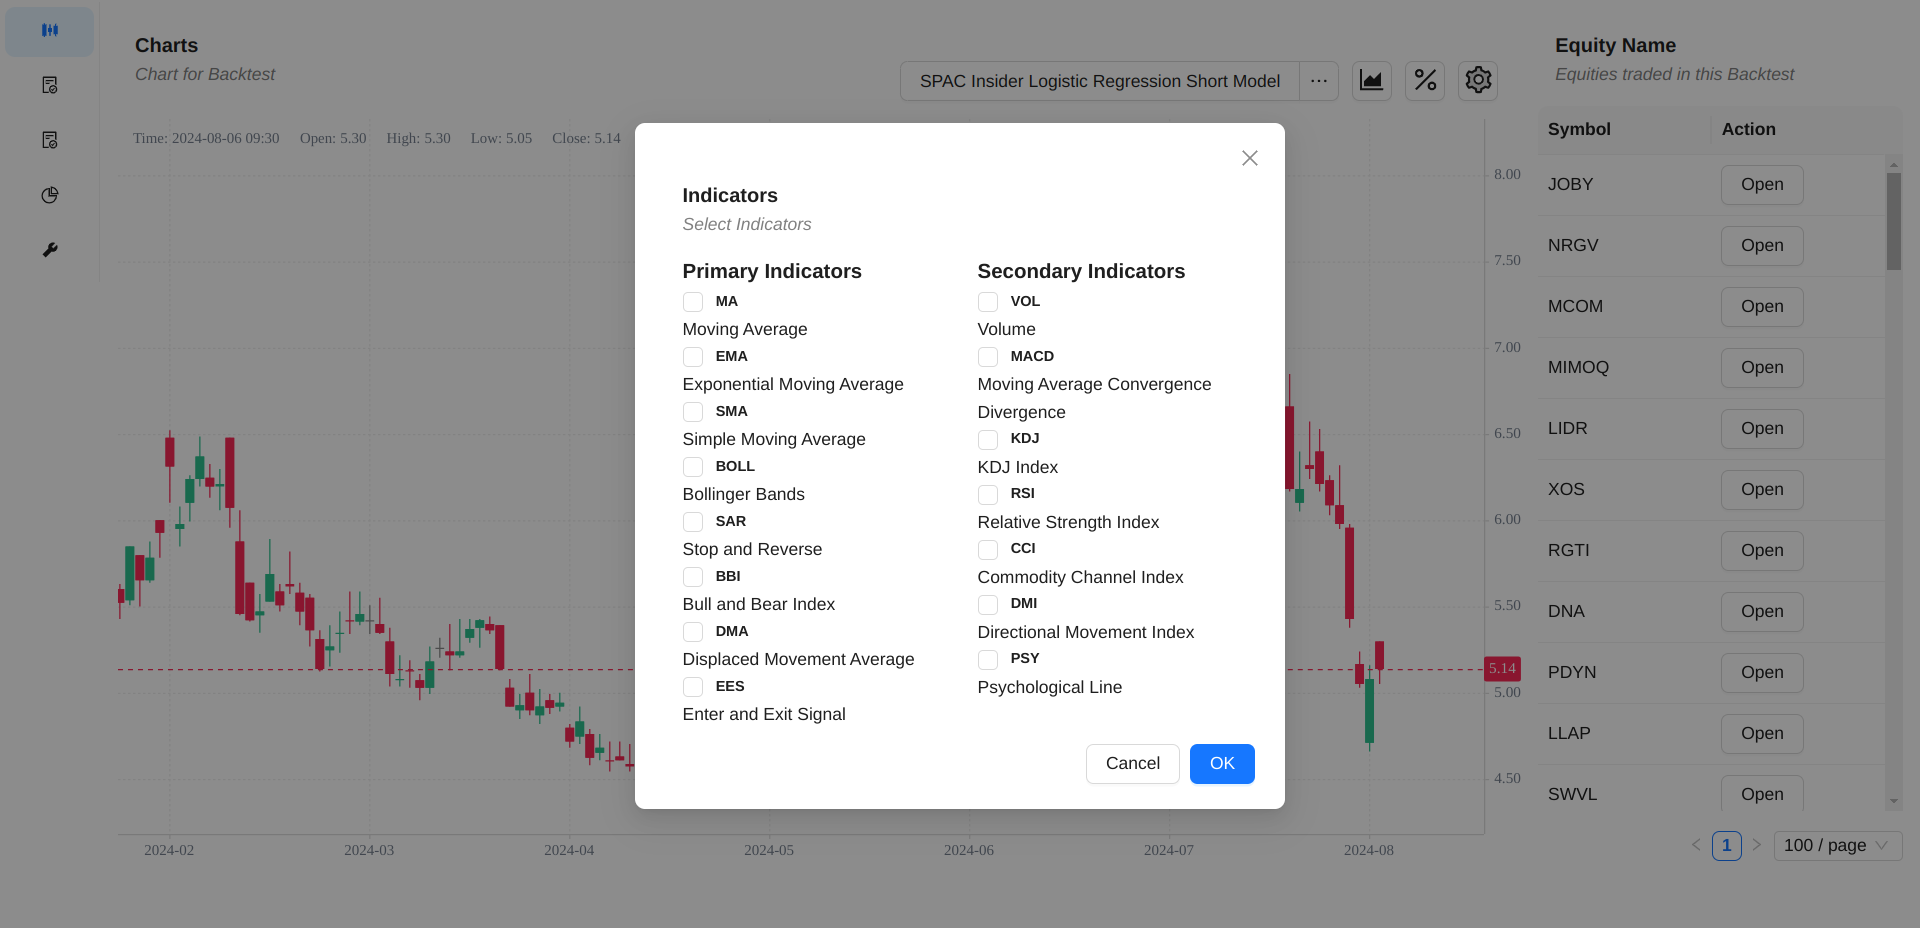 Charts
Chart for Backtest
SPAC Insider Logistic Regression Short Model
Time: 2024-08-06 09:30 Open: 5.30 High: 5.30 Low: 5.05 Close: 5.14
8.00
7.50
7.00
6.50
6.00
5.50
5.14
5.00
4.50
2024-02 2024-03 2024-04 2024-05 2024-06 2024-07 2024-08
Indicators
Select Indicators
Primary Indicators
MA
Moving Average
EMA
Exponential Moving Average
SMA
Simple Moving Average
BOLL
Bollinger Bands
SAR
Stop and Reverse
BBI
Bull and Bear Index
DMA
Displaced Movement Average
EES
Enter and Exit Signal
Secondary Indicators
VOL
Volume
MACD
Moving Average Convergence
Divergence
KDJ
KDJ Index
RSI
Relative Strength Index
CCI
Commodity Channel Index
DMI
Directional Movement Index
PSY
Psychological Line
Cancel OK
Equity Name
Equities traded in this Backtest
Symbol Action
JOBY Open
NRGV Open
MCOM Open
MIMOQ Open
LIDR Open
XOS Open
RGTI Open
DNA Open
PDYN Open
LLAP Open
SWVL Open
1 100 / page